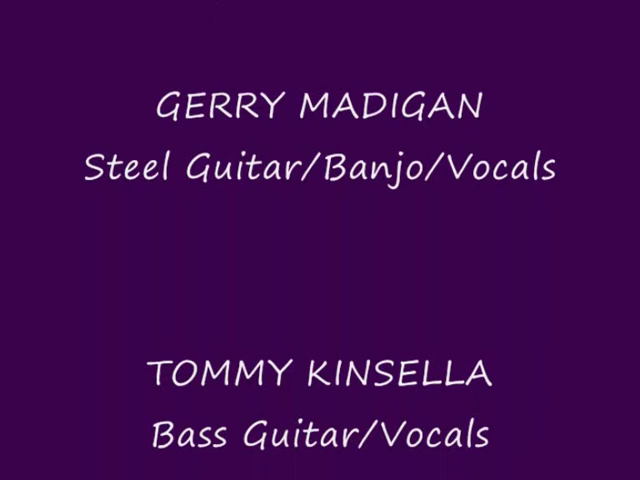 GERRY MADIGAN
Steel Guitar/Banjo/Vocals
TOMMY KINSELLA
Bass Guitar/Vocals